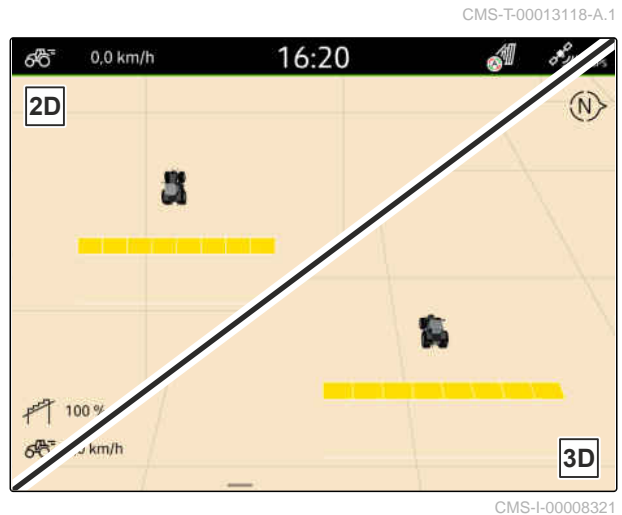 CMS-T-00013118-A.1
0,0 km/h 16:20
2D
N
100 %
km/h
3D
CMS-I-00008321